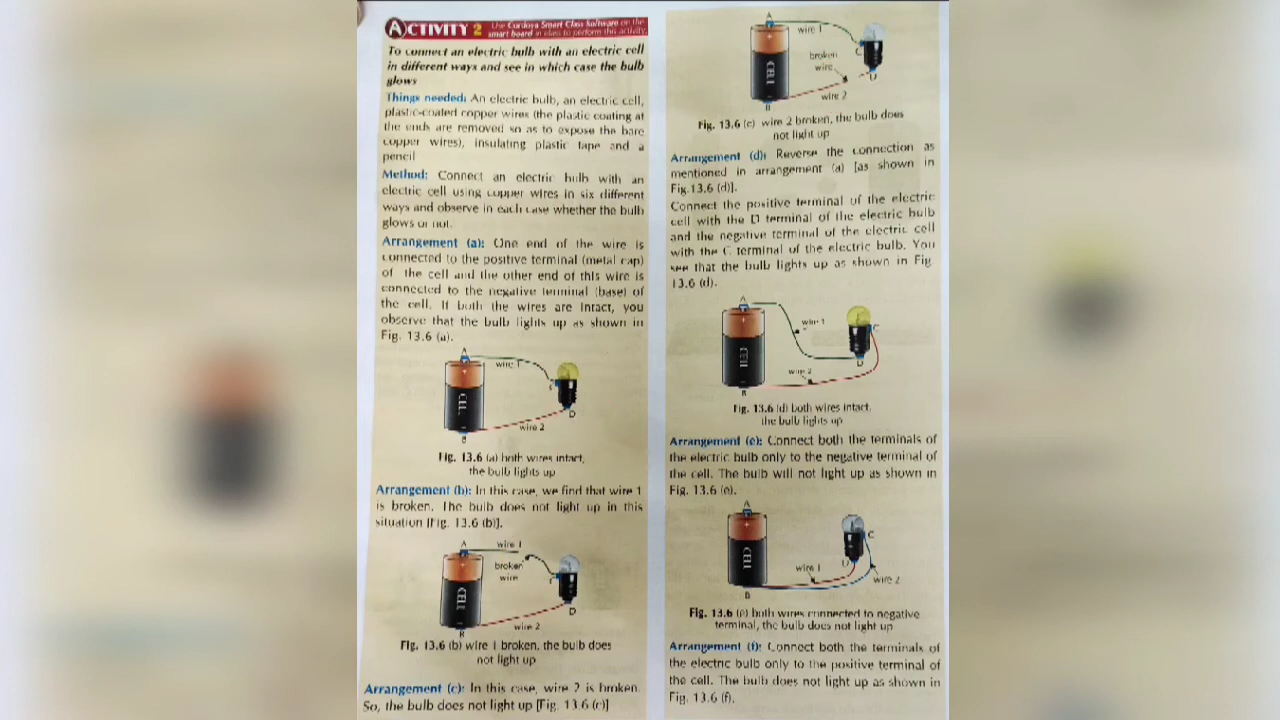 ACTIVITY 2 Use Cordova Smart Class Software on the
smart board in class to perform this activity.
To connect an electric bulb with an electric cell
in different ways and see in which case the bulb
glows
Things needed: An electric bulb, an electric cell,
plastic-coated copper wires (the plastic coating at
the ends are removed so as to expose the bare
copper wires), insulating plastic tape and a
pencil
Method: Connect an electric bulb with an
electric cell using copper wires in six different
ways and observe in each case whether the bulb
glows or not.
Arrangement (a): One end of the wire is
connected to the positive terminal (metal cap)
of the cell and the other end of this wire is
connected to the negative terminal (base) of
the cell. If both the wires are intact, you
observe that the bulb lights up as shown in
Fig. 13.6 (a).
A
wire 1
+
C
CELL
D
B
wire 2
Fig. 13.6 (a) both wires intact,
the bulb lights up
Arrangement (b): In this case, we find that wire 1
is broken. The bulb does not light up in this
situation [Fig. 13.6 (b)].
A
wire 1
+
broken
wire
C
CELL
D
B
wire 2
Fig. 13.6 (b) wire 1 broken, the bulb does
not light up
Arrangement (c): In this case, wire 2 is broken.
So, the bulb does not light up [Fig. 13.6 (c)]
A
wire 1
+
C
broken
wire
CELL
D
wire 2
B
Fig. 13.6 (c) wire 2 broken, the bulb does
not light up
Arrangement (d): Reverse the connection as
mentioned in arrangement (a) [as shown in
Fig.13.6 (d)].
Connect the positive terminal of the electric
cell with the D terminal of the electric bulb
and the negative terminal of the electric cell
with the C terminal of the electric bulb. You
see that the bulb lights up as shown in Fig.
13.6 (d).
A
+
wire 1
C
CELL
D
wire 2
B
Fig. 13.6 (d) both wires intact,
the bulb lights up
Arrangement (e): Connect both the terminals of
the electric bulb only to the negative terminal of
the cell. The bulb will not light up as shown in
Fig. 13.6 (e).
A
+
C
CELL
D
wire 1
wire 2
B
Fig. 13.6 (e) both wires connected to negative
terminal, the bulb does not light up
Arrangement (f): Connect both the terminals of
the electric bulb only to the positive terminal of
the cell. The bulb does not light up as shown in
Fig. 13.6 (f).